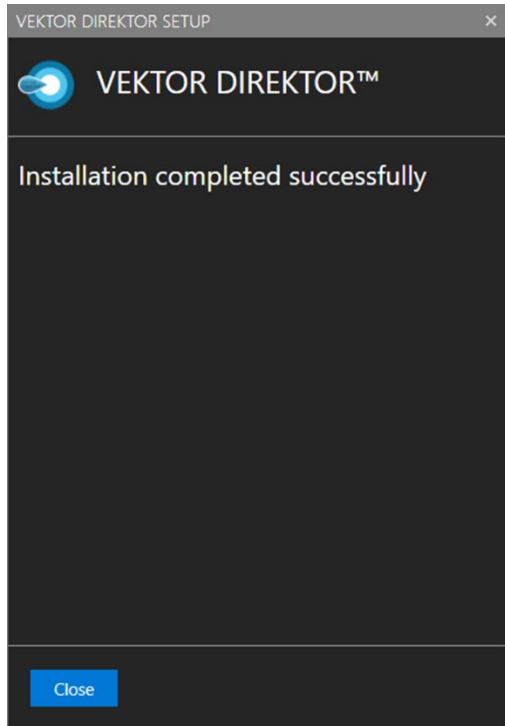 VEKTOR DIREKTOR SETUP
VEKTOR DIREKTOR™
Installation completed successfully
Close